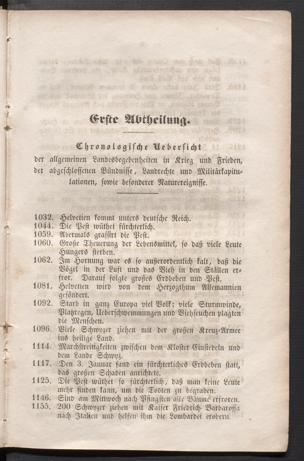 Erste Abtheilung.
Chronologische Uebersicht
der allgemeinen Landesbegebenheiten in Krieg und Frieden,
der abgeschlossenen Bündnisse, Landrechte und Militärkapitu-
lationen, sowie besonderer Naturereignisse.
1032. Helvetien kommt unters deutsche Reich.
1044. Die Pest wüthet fürchterlich.
1059. Abermals grassirt die Pest.
1060. Große Theuerung der Lebensmittel, so daß viele Leute
Hungers sterben.
1062. Im Hornung war es so außerordentlich kalt, daß die
Vögel in der Luft und das Vieh in den Ställen er-
fror. Darauf folgte großes Erdbeben und Pest.
1081. Helvetien wird von dem Herzogthum Allemannien
gesöndert.
1092. Starb in ganz Europa viel Volk; viele Sturmwinde,
Platzregen, Ueberschwemmungen und Viehseuchen plagten
die Menschen.
1096. Viele Schwyzer ziehen mit der großen Kreuz-Armee
ins heilige Land.
1114. Marchstreitigkeiten zwischen dem Kloster Einsiedeln und
dem Lande Schwyz.
1117. Den 3. Januar fand ein fürchterliches Erdbeben statt,
das großen Schaden anrichtete.
1125. Die Pest wüthet so fürchterlich, daß man keine Leute
mehr finden kann, um die Todten zu begraben.
1146. Sind am Mittwoch nach Pfingsten alle Bäume erfroren.
1155. 200 Schwyzer ziehen mit Kaiser Friedrich Barbarossa
nach Italien und helfen ihm die Lombardei erobern.